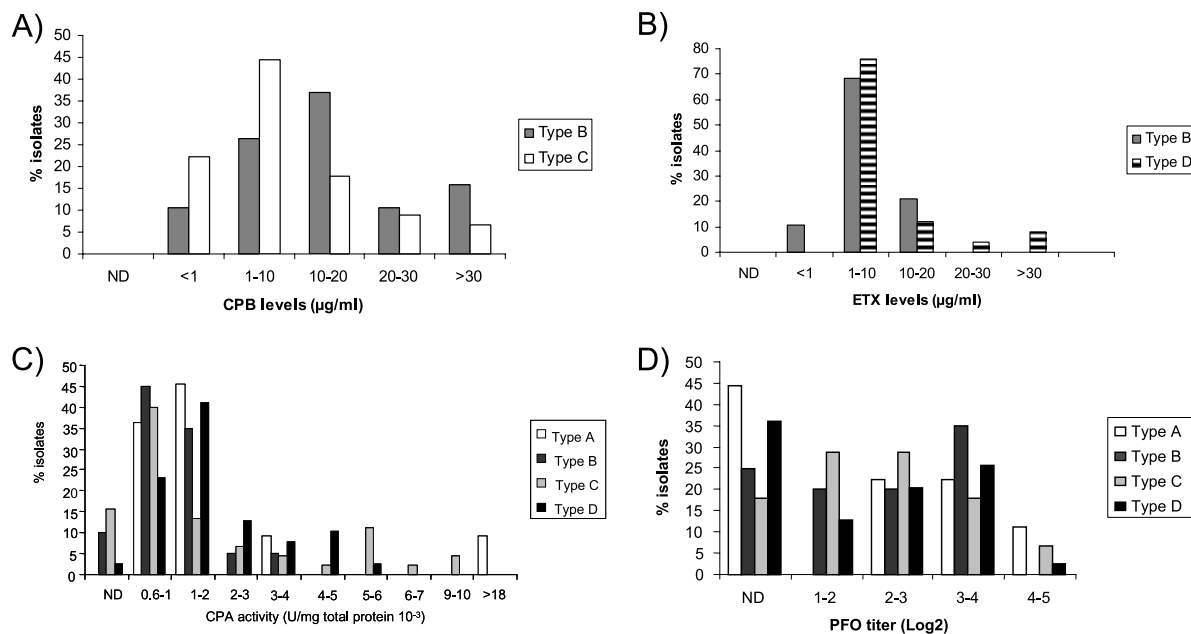 A)
50
45
40
35
30
25
20
15
10
5
0
% isolates
ND <1 1-10 10-20 20-30 >30
CPB levels (µg/ml)
Type B
Type C
B)
80
70
60
50
40
30
20
10
0
% isolates
ND <1 1-10 10-20 20-30 >30
ETX levels (µg/ml)
Type B
Type D
C)
50
45
40
35
30
25
20
15
10
5
% isolates
ND 0.6-1 1-2 2-3 3-4 4-5 5-6 6-7 9-10 >18
CPA activity (U/mg total protein 10⁻³)
Type A
Type B
Type C
Type D
D)
50
45
40
35
30
25
20
15
10
5
0
% isolates
ND 1-2 2-3 3-4 4-5
PFO titer (Log2)
Type A
Type B
Type C
Type D